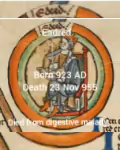 Eadred
Born 923 AD
Death 23 Nov 955
Died from digestive malady